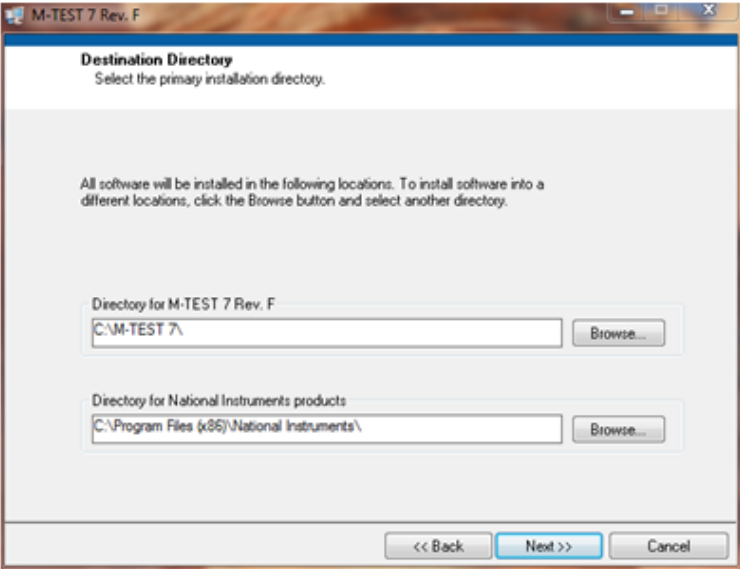 M-TEST 7 Rev. F
Destination Directory
Select the primary installation directory.
All software will be installed in the following locations. To install software into a
different locations, click the Browse button and select another directory.
Directory for M-TEST 7 Rev. F
C:\M-TEST 7\
Browse...
Directory for National Instruments products
C:\Program Files (x86)\National Instruments\
Browse...
<< Back
Next >>
Cancel